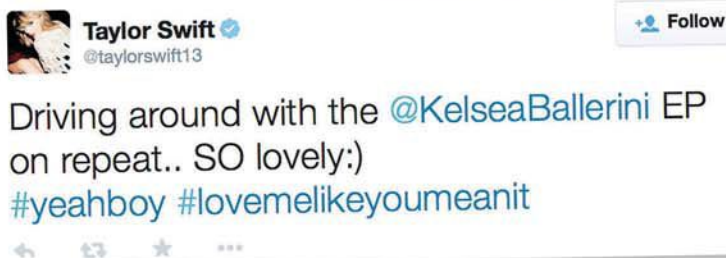 Taylor Swift
@taylorswift13
Follow
Driving around with the @KelseaBallerini EP
on repeat.. SO lovely:)
#yeahboy #lovemelikeyoumeanit